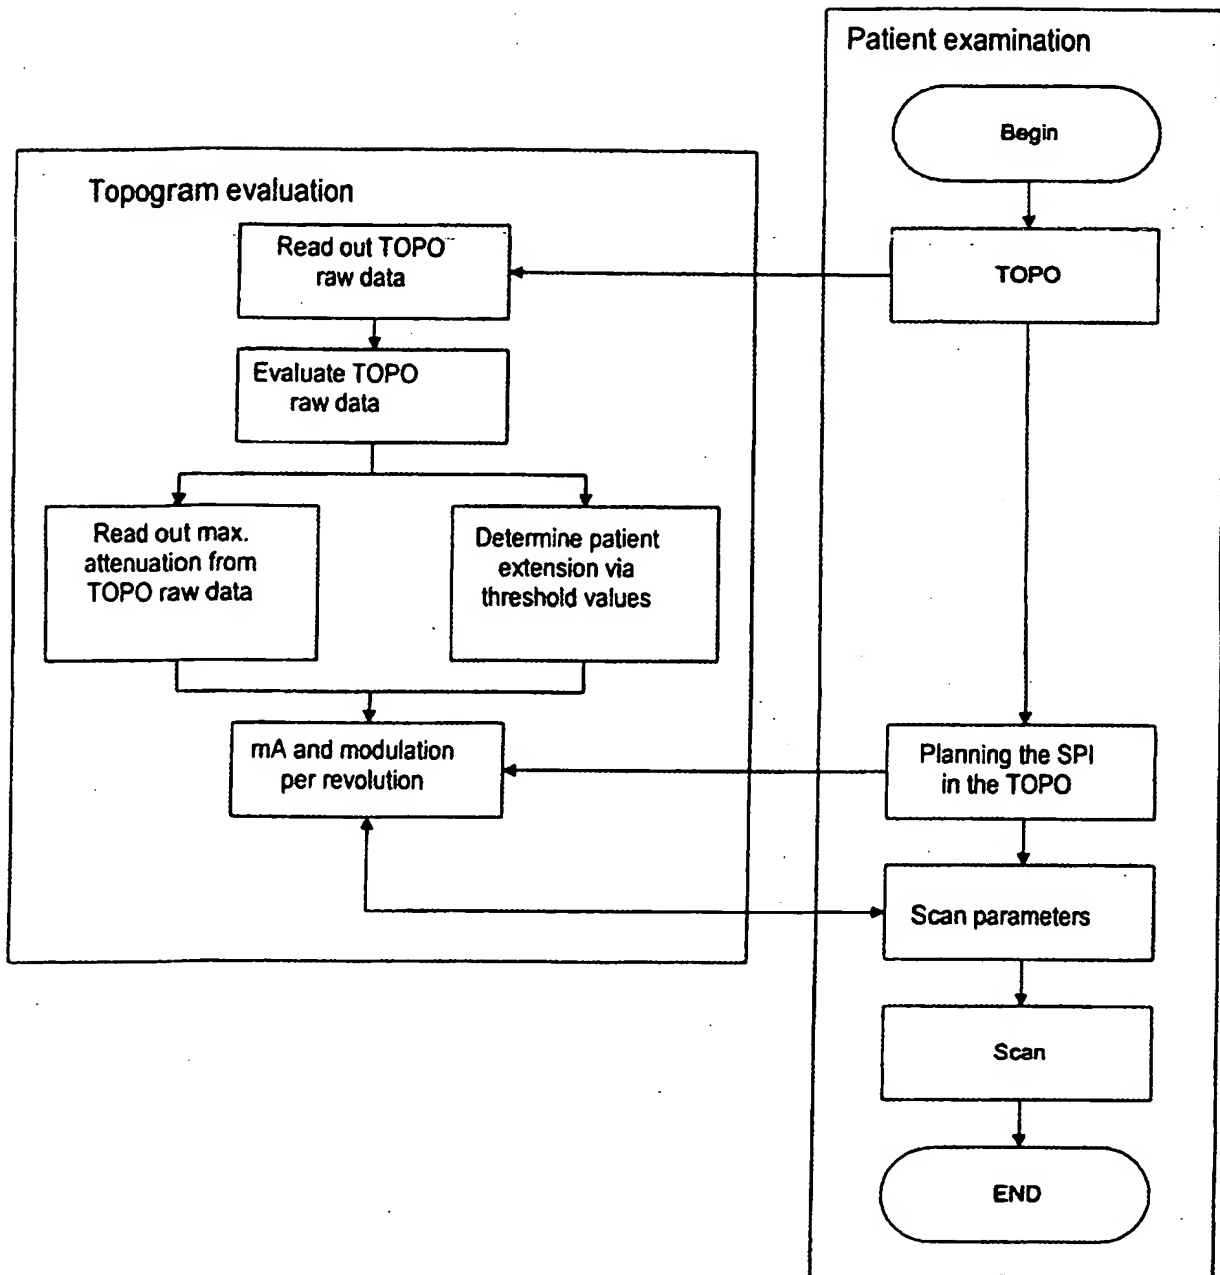 Patient examination
Begin
TOPO
Topogram evaluation
Read out TOPO
raw data
Evaluate TOPO
raw data
Read out max.
attenuation from
TOPO raw data
Determine patient
extension via
threshold values
mA and modulation
per revolution
Planning the SPI
in the TOPO
Scan parameters
Scan
END